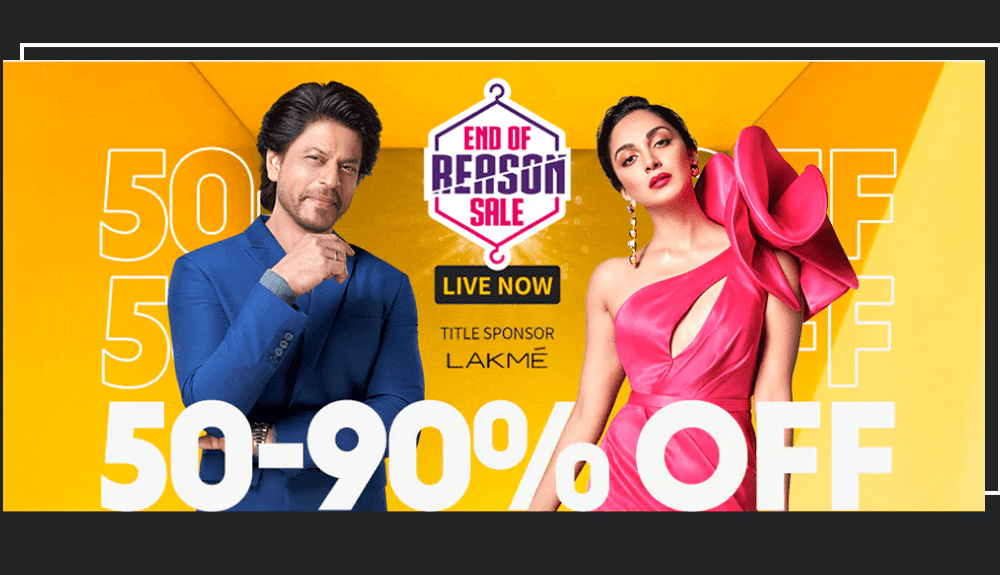 END OF
REASON
SALE
LIVE NOW
TITLE SPONSOR
LAKMÉ
50-90% OFF